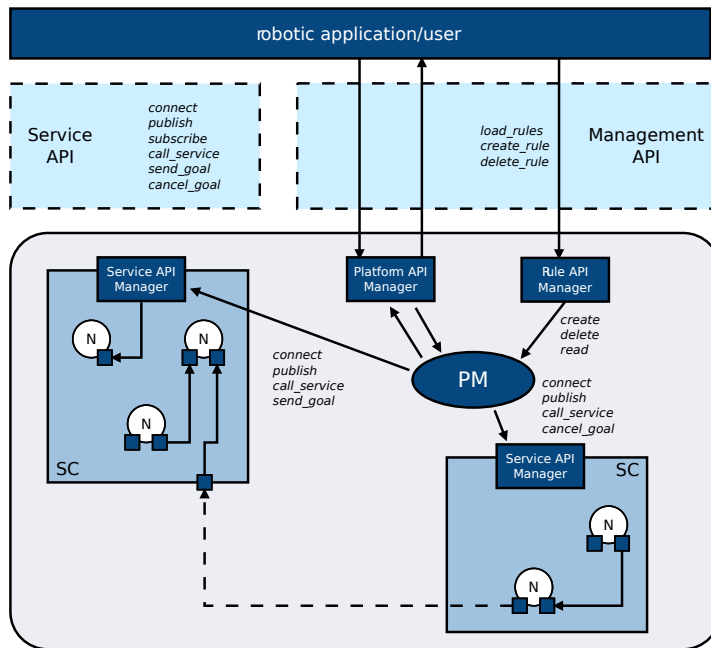 robotic application/user
Service
API
connect
publish
subscribe
call_service
send_goal
cancel_goal
load_rules
create_rule
delete_rule
Management
API
Service API
Manager
Platform API
Manager
Rule API
Manager
N
N
N
SC
connect
publish
call_service
send_goal
create
delete
read
PM
connect
publish
call_service
cancel_goal
Service API
Manager
SC
N
N